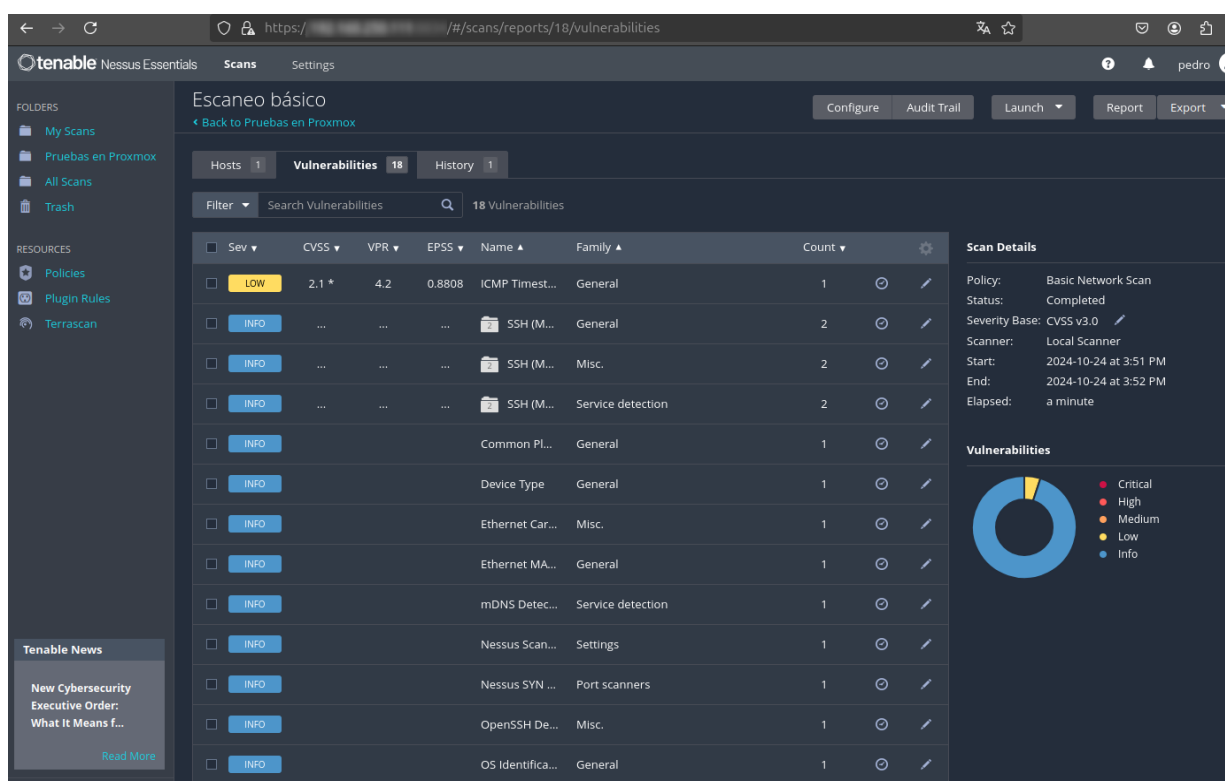 https:/ /#/scans/reports/18/vulnerabilities
tenable Nessus Essentials Scans Settings pedro
FOLDERS
My Scans
Pruebas en Proxmox
All Scans
Trash
RESOURCES
Policies
Plugin Rules
Terrascan
Tenable News
New Cybersecurity
Executive Order:
What It Means f...
Read More
Escaneo básico
Back to Pruebas en Proxmox
Configure Audit Trail Launch Report Export
Hosts 1 Vulnerabilities 18 History 1
Filter Search Vulnerabilities 18 Vulnerabilities
Sev CVSS VPR EPSS Name Family Count
LOW 2.1 * 4.2 0.8808 ICMP Timest... General 1
INFO ... ... ... 2 SSH (M... General 2
INFO ... ... ... 2 SSH (M... Misc. 2
INFO ... ... ... 2 SSH (M... Service detection 2
INFO Common Pl... General 1
INFO Device Type General 1
INFO Ethernet Car... Misc. 1
INFO Ethernet MA... General 1
INFO mDNS Detec... Service detection 1
INFO Nessus Scan... Settings 1
INFO Nessus SYN ... Port scanners 1
INFO OpenSSH De... Misc. 1
INFO OS Identifica... General 1
Scan Details
Policy: Basic Network Scan
Status: Completed
Severity Base: CVSS v3.0
Scanner: Local Scanner
Start: 2024-10-24 at 3:51 PM
End: 2024-10-24 at 3:52 PM
Elapsed: a minute
Vulnerabilities
Critical
High
Medium
Low
Info